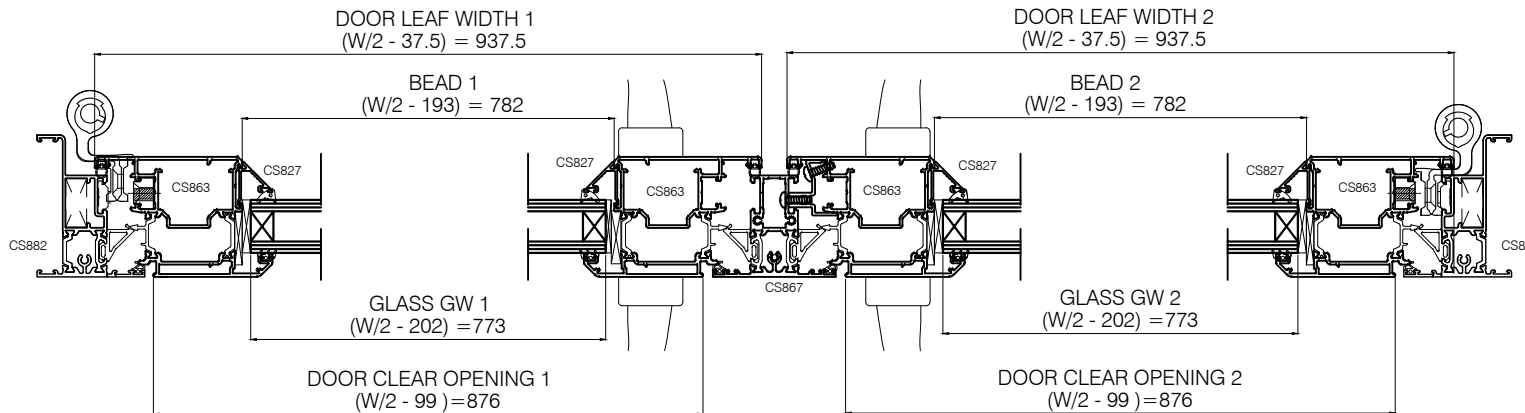 DOOR LEAF WIDTH 1
(W/2 - 37.5) = 937.5
DOOR LEAF WIDTH 2
(W/2 - 37.5) = 937.5
BEAD 1
(W/2 - 193) = 782
BEAD 2
(W/2 - 193) = 782
CS827
CS827
CS827
CS827
CS863
CS863
CS863
CS863
CS882
CS8
CS867
GLASS GW 1
(W/2 - 202) =773
GLASS GW 2
(W/2 - 202) =773
DOOR CLEAR OPENING 1
(W/2 - 99 )=876
DOOR CLEAR OPENING 2
(W/2 - 99 )=876